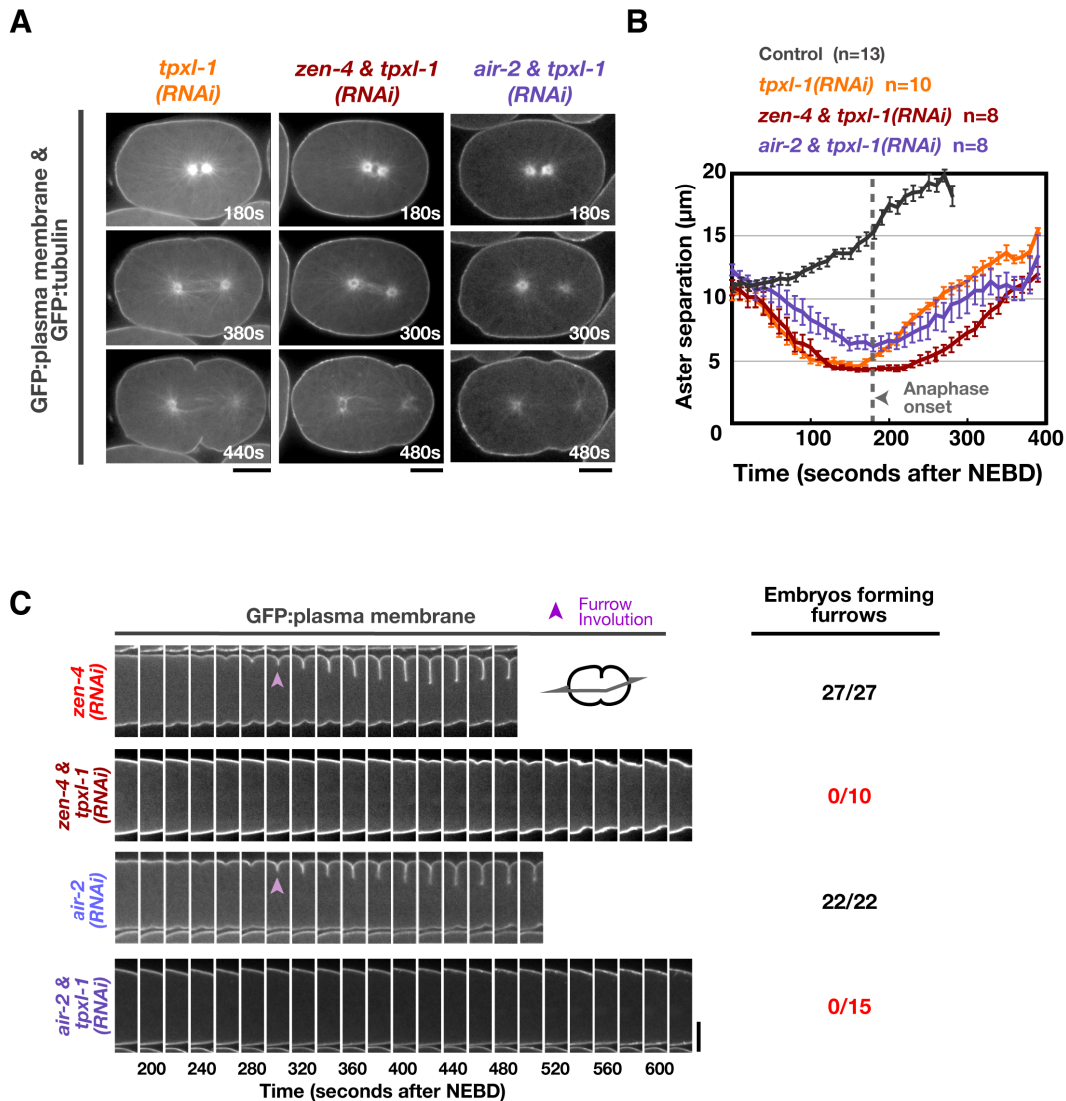 A
tpxl-1
(RNAi)
zen-4 & tpxl-1
(RNAi)
air-2 & tpxl-1
(RNAi)
GFP:plasma membrane &
GFP:tubulin
180s
180s
180s
380s
300s
300s
440s
480s
480s
B
Control (n=13)
tpxl-1(RNAi) n=10
zen-4 & tpxl-1(RNAi) n=8
air-2 & tpxl-1(RNAi) n=8
Aster separation (µm)
20
15
10
5
0
Anaphase
onset
100 200 300 400
Time (seconds after NEBD)
C
GFP:plasma membrane
Furrow
Involution
Embryos forming
furrows
zen-4
(RNAi)
27/27
zen-4 &
tpxl-1
(RNAi)
0/10
air-2
(RNAi)
22/22
air-2 &
tpxl-1
(RNAi)
0/15
200 240 280 320 360 400 440 480 520 560 600
Time (seconds after NEBD)